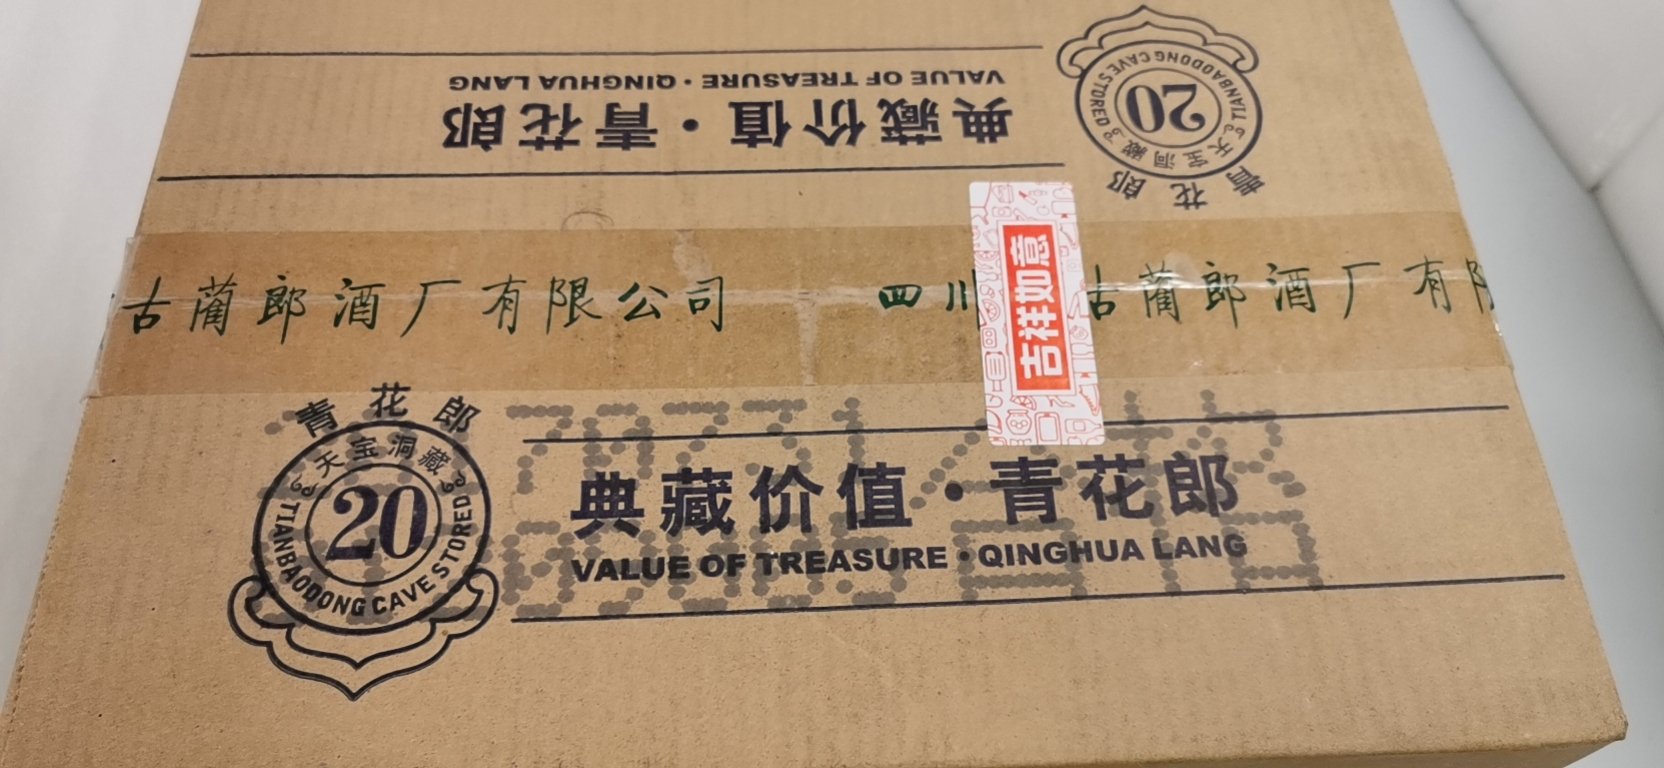 VALUE OF TREASURE · QINGHUA LANG
典藏价值·青花郎
20
TIANBAODONG CAVE STORED
天宝洞藏
青花郎
古蔺郎酒厂有限公司 四川 古蔺郎酒厂有
吉祥如意
青花郎
天宝洞藏
20
TIANBAODONG CAVE STORED
典藏价值·青花郎
VALUE OF TREASURE · QINGHUA LANG